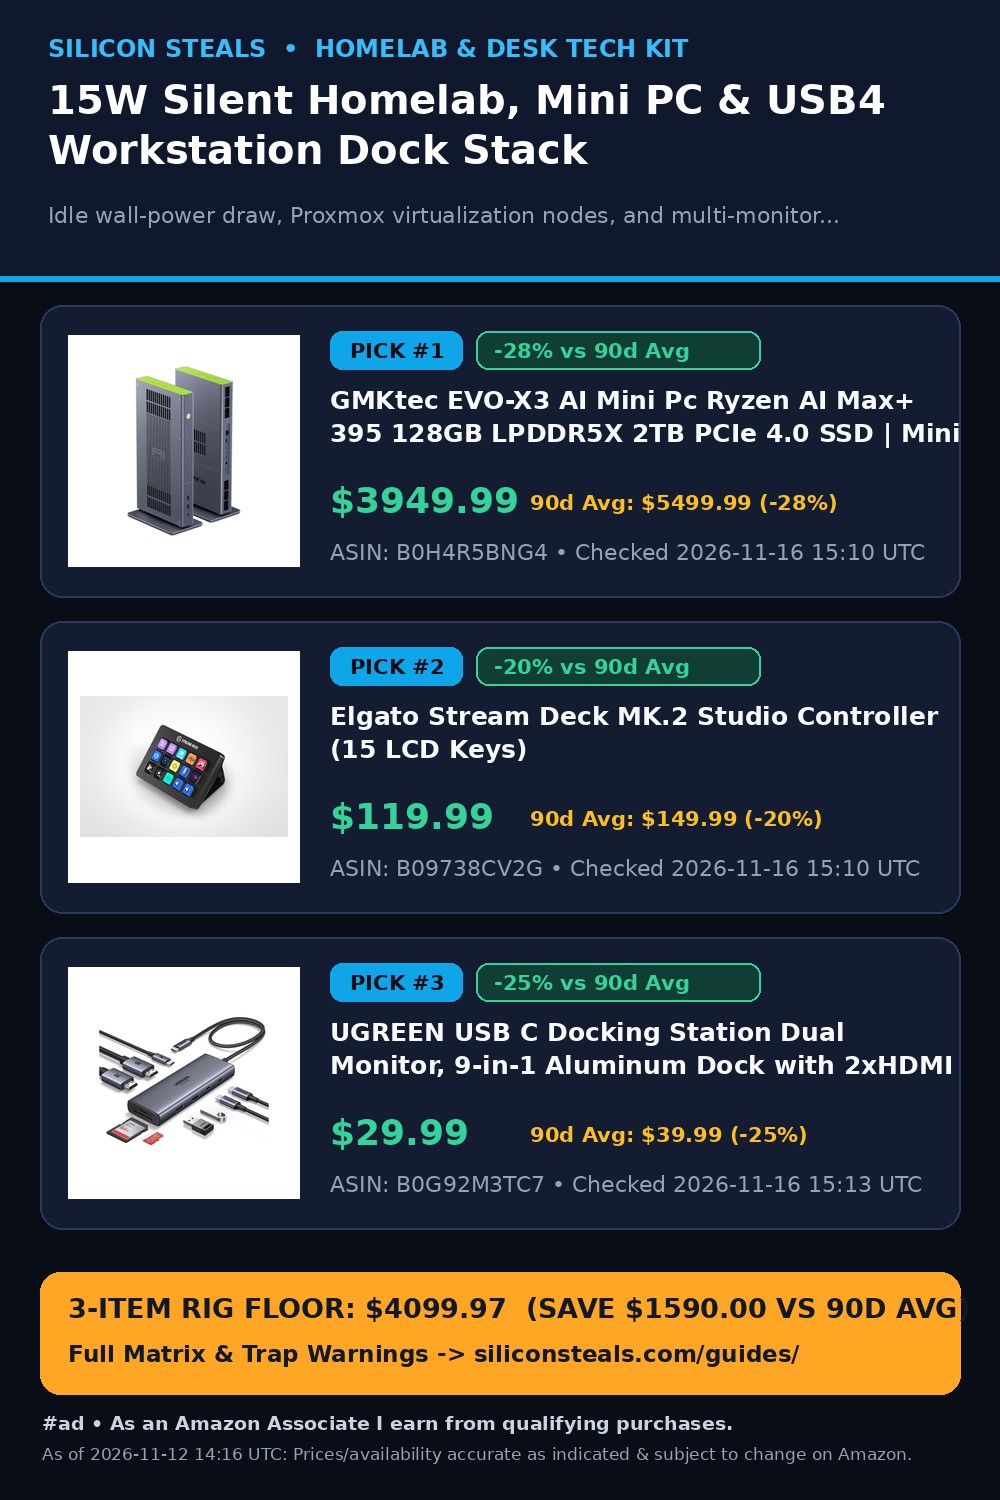 SILICON STEALS • HOMELAB & DESK TECH KIT
15W Silent Homelab, Mini PC & USB4
Workstation Dock Stack
Idle wall-power draw, Proxmox virtualization nodes, and multi-monitor...
PICK #1
-28% vs 90d Avg
GMKtec EVO-X3 AI Mini Pc Ryzen AI Max+
395 128GB LPDDR5X 2TB PCIe 4.0 SSD | Mini
$3949.99 90d Avg: $5499.99 (-28%)
ASIN: B0H4R5BNG4 • Checked 2026-11-16 15:10 UTC
PICK #2
-20% vs 90d Avg
Elgato Stream Deck MK.2 Studio Controller
(15 LCD Keys)
$119.99 90d Avg: $149.99 (-20%)
ASIN: B09738CV2G • Checked 2026-11-16 15:10 UTC
PICK #3
-25% vs 90d Avg
UGREEN USB C Docking Station Dual
Monitor, 9-in-1 Aluminum Dock with 2xHDMI
$29.99 90d Avg: $39.99 (-25%)
ASIN: B0G92M3TC7 • Checked 2026-11-16 15:13 UTC
3-ITEM RIG FLOOR: $4099.97 (SAVE $1590.00 VS 90D AVG)
Full Matrix & Trap Warnings -> siliconsteals.com/guides/
#ad • As an Amazon Associate I earn from qualifying purchases.
As of 2026-11-12 14:16 UTC: Prices/availability accurate as indicated & subject to change on Amazon.